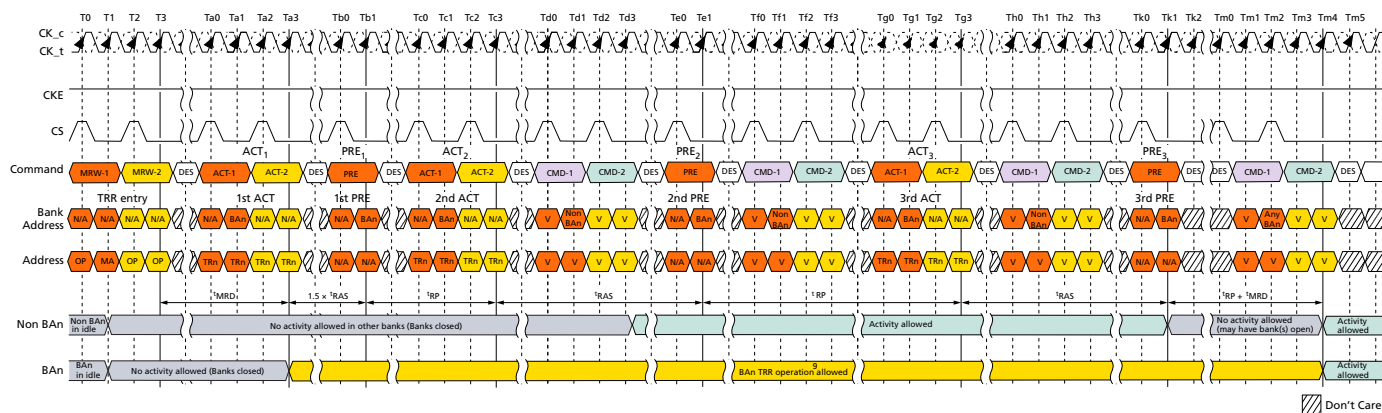 T0 T1 T2 T3 Ta0 Ta1 Ta2 Ta3 Tb0 Tb1 Tc0 Tc1 Tc2 Tc3 Td0 Td1 Td2 Td3 Te0 Te1 Tf0 Tf1 Tf2 Tf3 Tg0 Tg1 Tg2 Tg3 Th0 Th1 Th2 Th3 Tk0 Tk1 Tk2 Tm0 Tm1 Tm2 Tm3 Tm4 Tm5
CK_c
CK_t
CKE
CS
ACT1 PRE1 ACT2 PRE2 ACT3 PRE3
Command MRW-1 MRW-2 DES ACT-1 ACT-2 DES PRE DES ACT-1 ACT-2 DES CMD-1 CMD-2 DES PRE DES CMD-1 CMD-2 DES ACT-1 ACT-2 DES CMD-1 CMD-2 DES PRE DES DES CMD-1 CMD-2 DES
TRR entry 1st ACT 1st PRE 2nd ACT 2nd PRE 3rd ACT 3rd PRE
Bank Address N/A N/A N/A N/A N/A BAn N/A N/A N/A BAn N/A BAn N/A N/A V Non BAn V V N/A BAn V Non BAn V V N/A BAn N/A N/A V Non BAn V V N/A BAn V Any BAn V V
Address OP MA OP OP TRn TRn TRn TRn N/A N/A TRn TRn TRn TRn V V V V N/A N/A V V V V TRn TRn TRn TRn V V V V N/A N/A V V V V
tMRD 1.5 × tRAS tRP tRAS tRP tRAS tRP + tMRD
Non BAn Non BAn in idle No activity allowed in other banks (Banks closed) Activity allowed No activity allowed (may have bank(s) open) Activity allowed
BAn BAn in idle No activity allowed (Banks closed) BAn TRR operation allowed9 Activity allowed
Don't Care